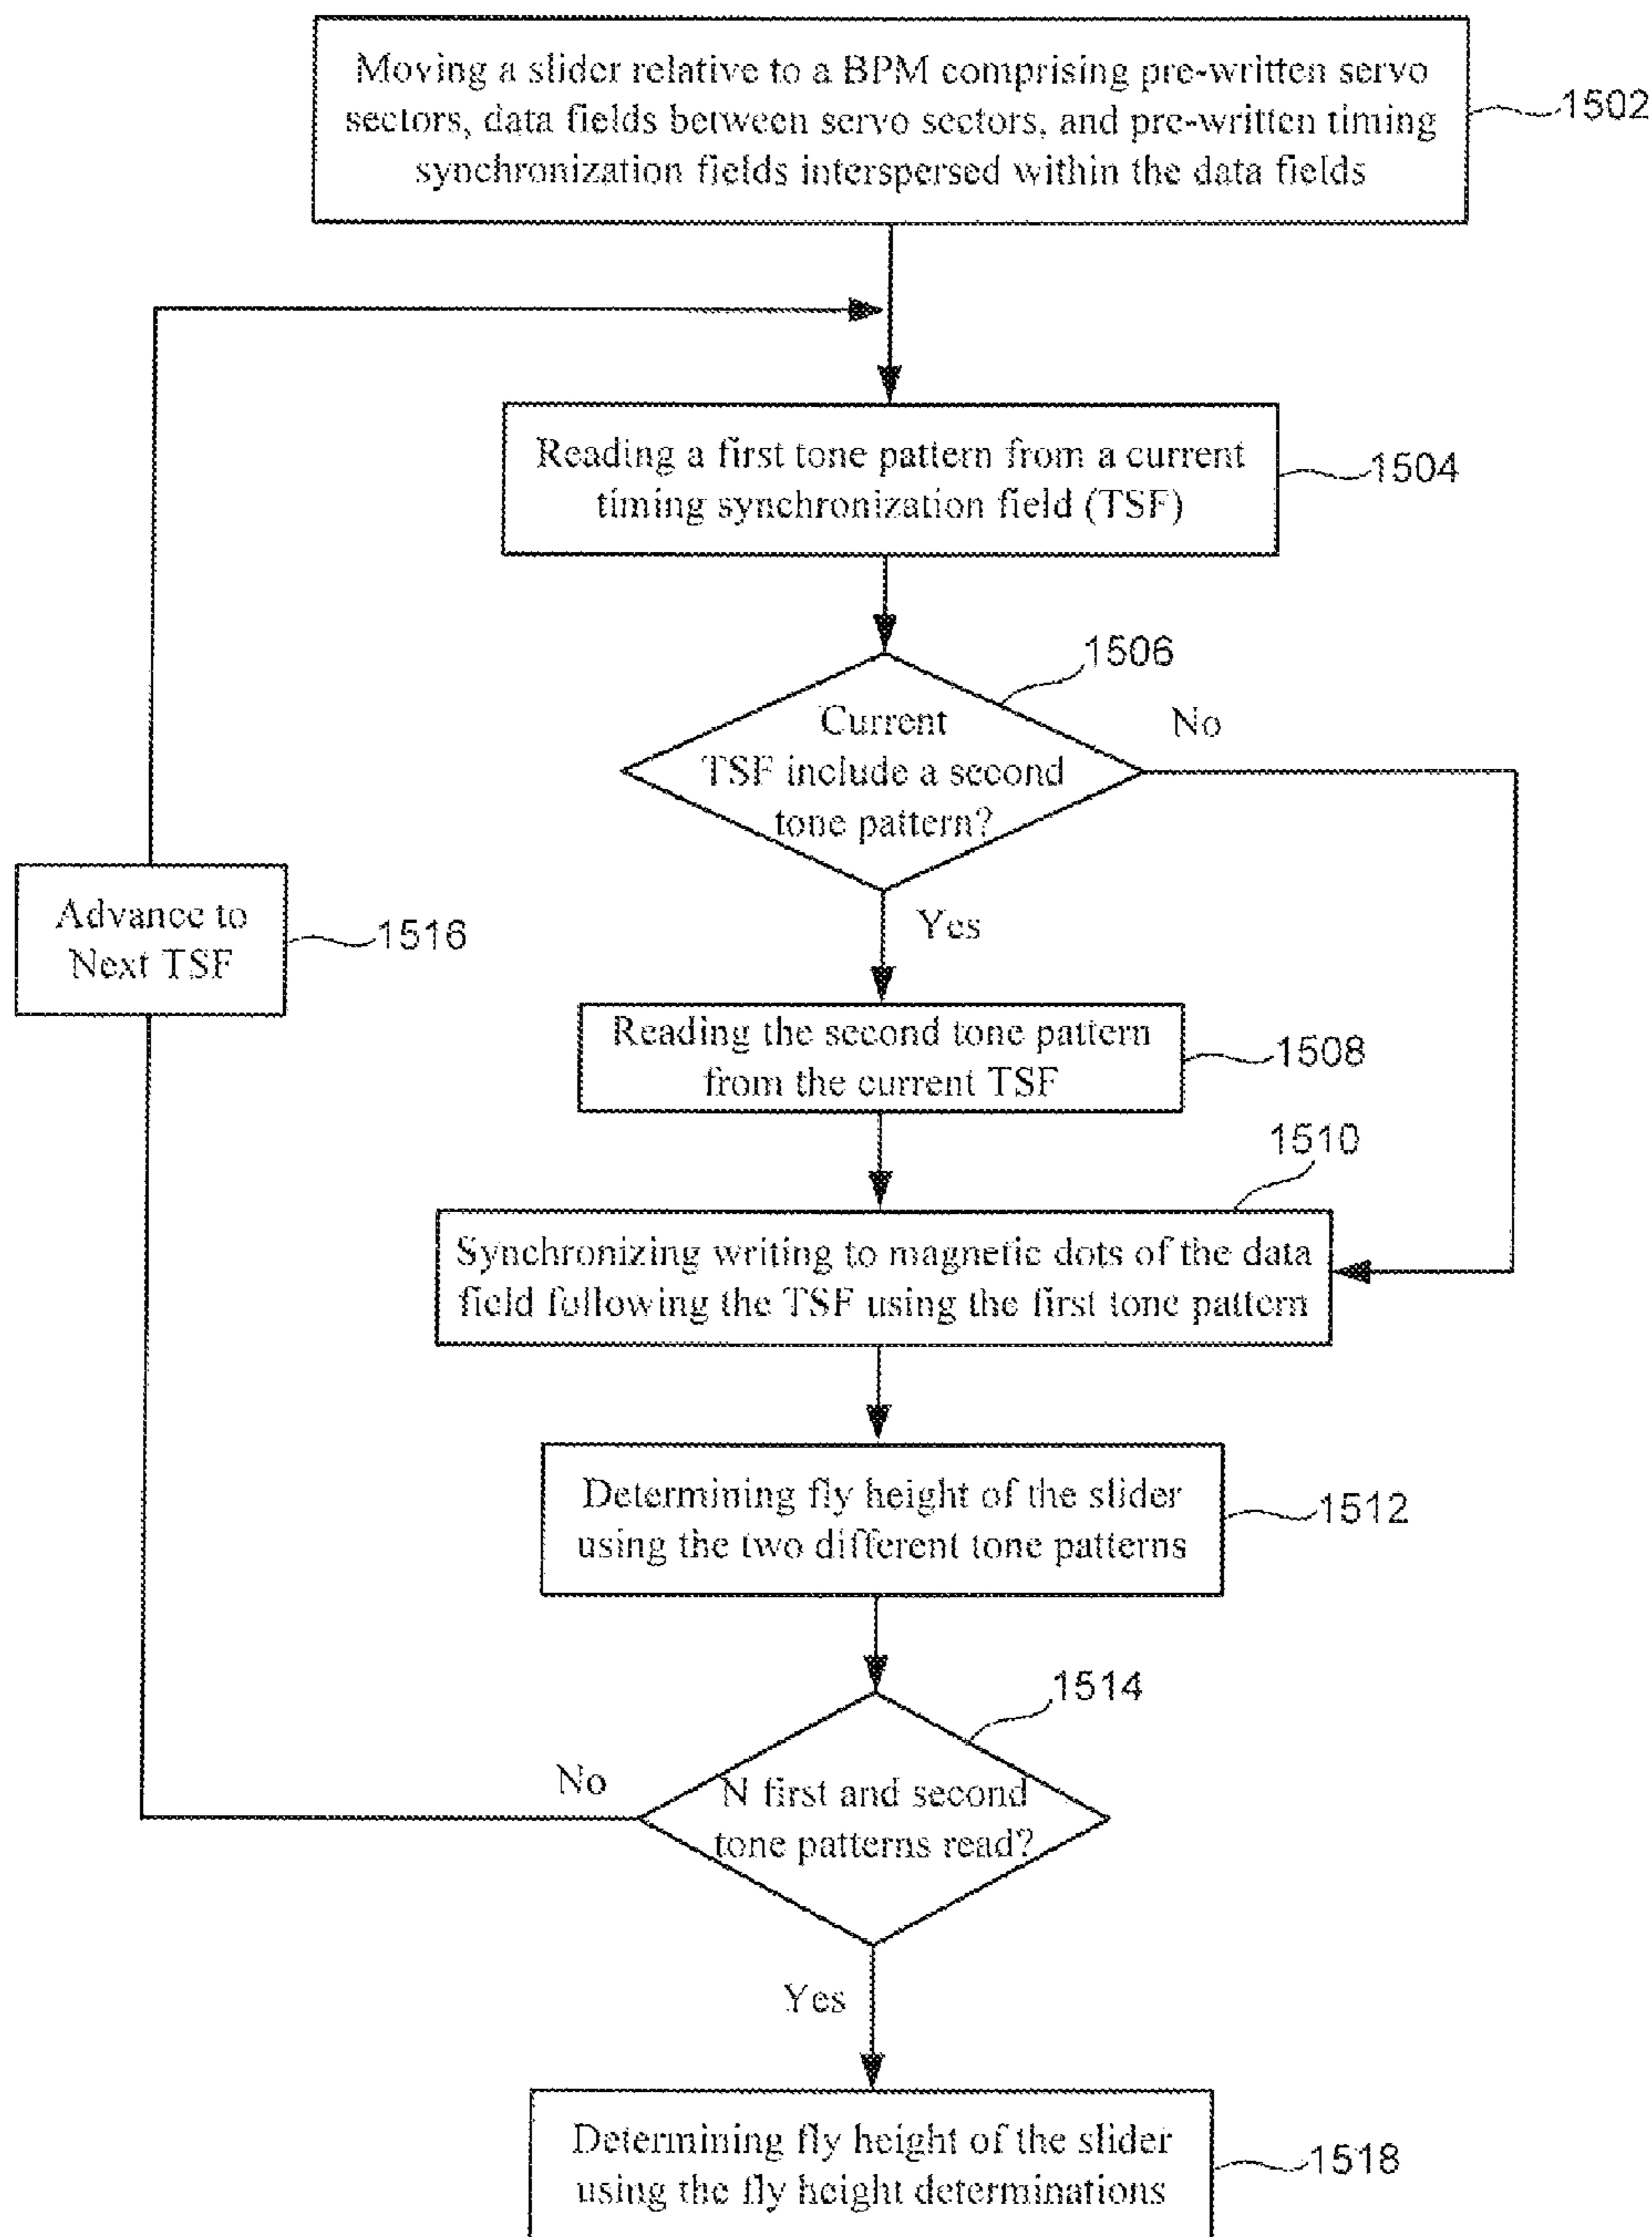 Moving a slider relative to a BPM comprising pre-written servo
sectors, data fields between servo sectors, and pre-written timing
synchronization fields interspersed within the data fields
1502
Reading a first tone pattern from a current
timing synchronization field (TSF)
1504
1506
Current
TSF include a second
tone pattern?
No
Yes
Advance to
Next TSF
1516
Reading the second tone pattern
from the current TSF
1508
1510
Synchronizing writing to magnetic dots of the data
field following the TSF using the first tone pattern
Determining fly height of the slider
using the two different tone patterns
1512
1514
No
N first and second
tone patterns read?
Yes
Determining fly height of the slider
using the fly height determinations
1518